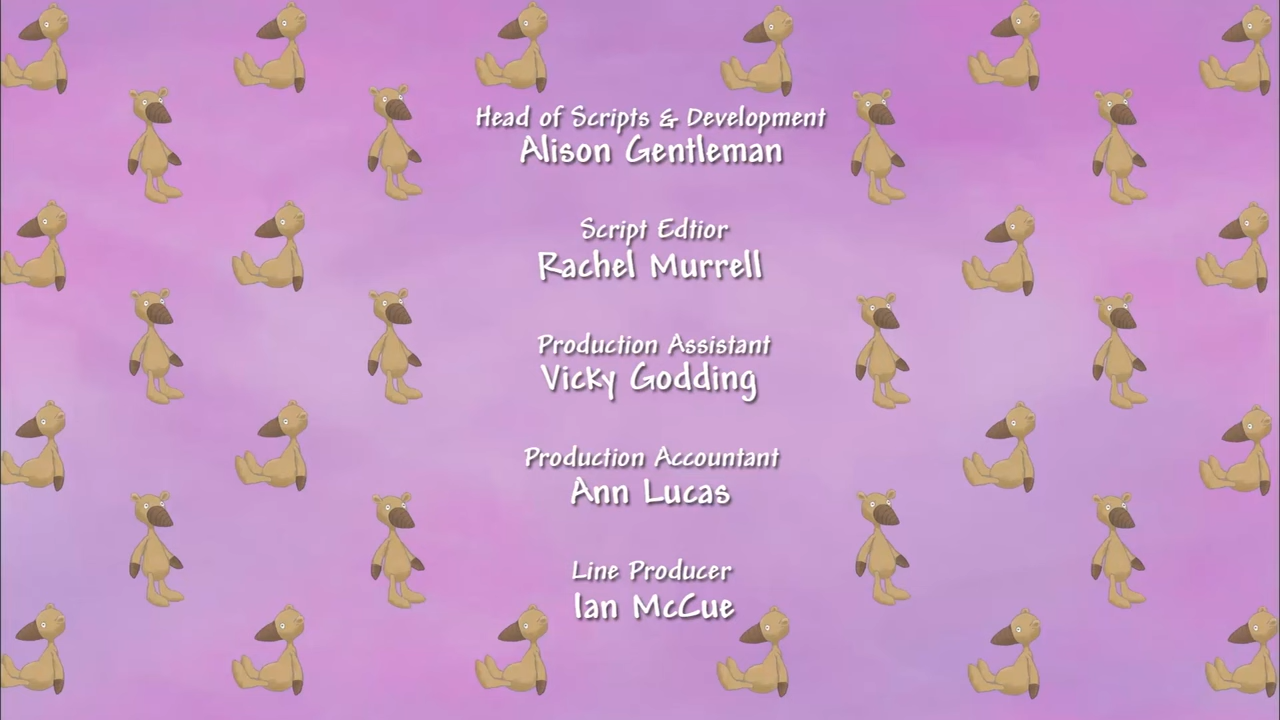 Head of Scripts & Development
Alison Gentleman
Script Edtior
Rachel Murrell
Production Assistant
Vicky Godding
Production Accountant
Ann Lucas
Line Producer
Ian McCue